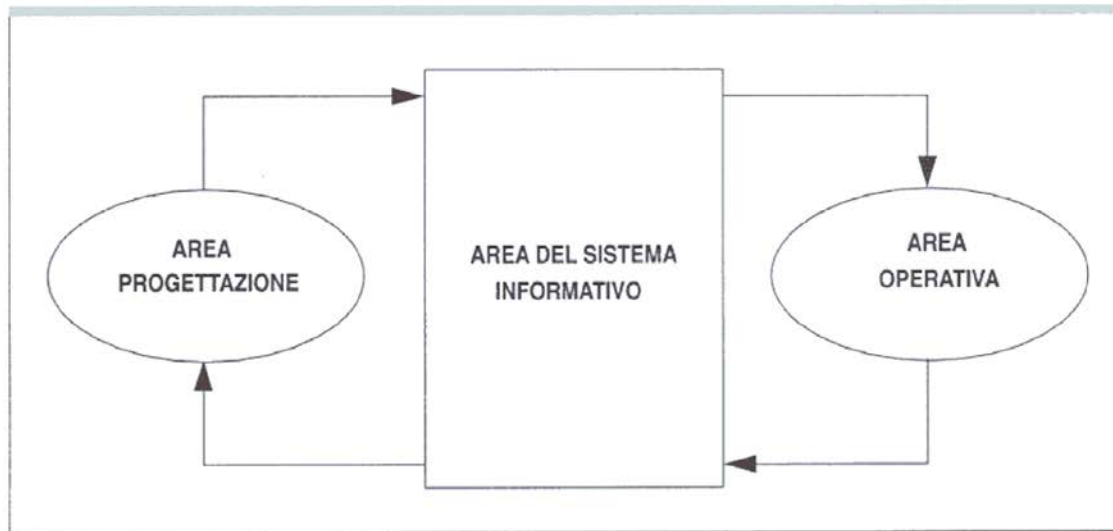 AREA
PROGETTAZIONE
AREA DEL SISTEMA
INFORMATIVO
AREA
OPERATIVA